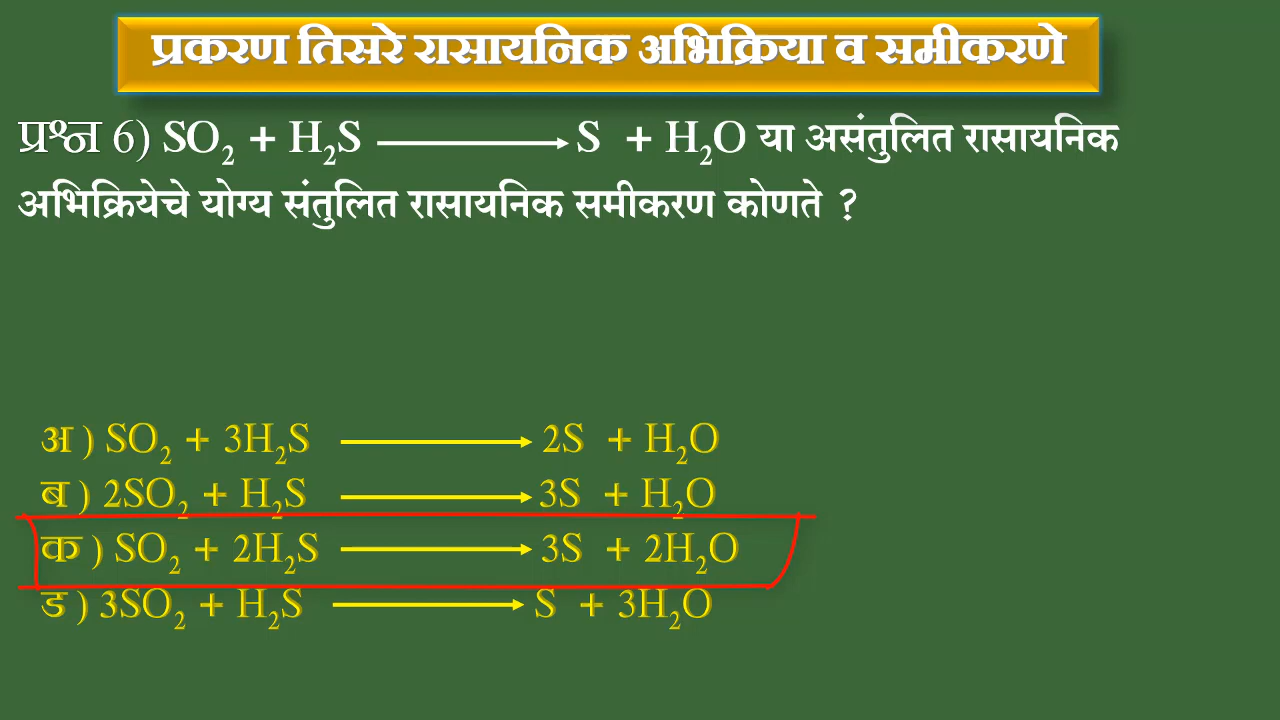 प्रकरण तिसरे रासायनिक अभिक्रिया व समीकरणे
प्रश्न 6) SO₂ + H₂S ⟶ S + H₂O या असंतुलित रासायनिक
अभिक्रियेचे योग्य संतुलित रासायनिक समीकरण कोणते ?
अ ) SO₂ + 3H₂S ⟶ 2S + H₂O
ब ) 2SO₂ + H₂S ⟶ 3S + H₂O
क ) SO₂ + 2H₂S ⟶ 3S + 2H₂O
ड ) 3SO₂ + H₂S ⟶ S + 3H₂O